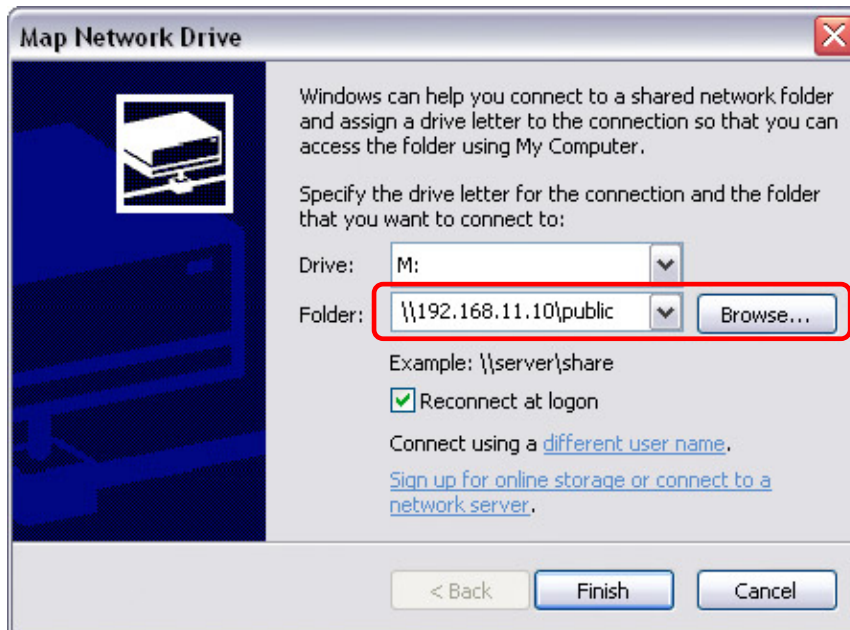 Map Network Drive
Windows can help you connect to a shared network folder
and assign a drive letter to the connection so that you can
access the folder using My Computer.
Specify the drive letter for the connection and the folder
that you want to connect to:
Drive: M:
Folder: \\192.168.11.10\public Browse...
Example: \\server\share
Reconnect at logon
Connect using a different user name.
Sign up for online storage or connect to a
network server.
< Back Finish Cancel